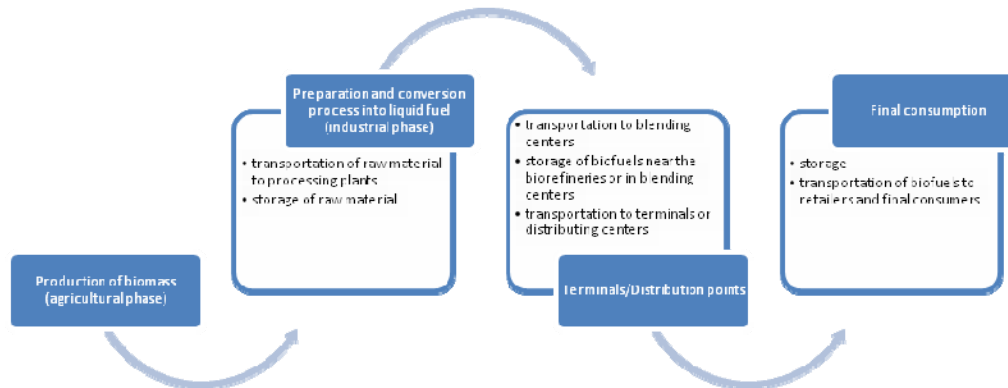 Production of biomass
(agricultural phase)
Preparation and conversion
process into liquid fuel
(industrial phase)
• transportation of raw material
to processing plants
• storage of raw material
• transportation to blending
centers
• storage of biofuels near the
biorefineries or in blending
centers
• transportation to terminals or
distributing centers
Terminals/Distribution points
Final consumption
• storage
• transportation of biofuels to
retailers and final consumers